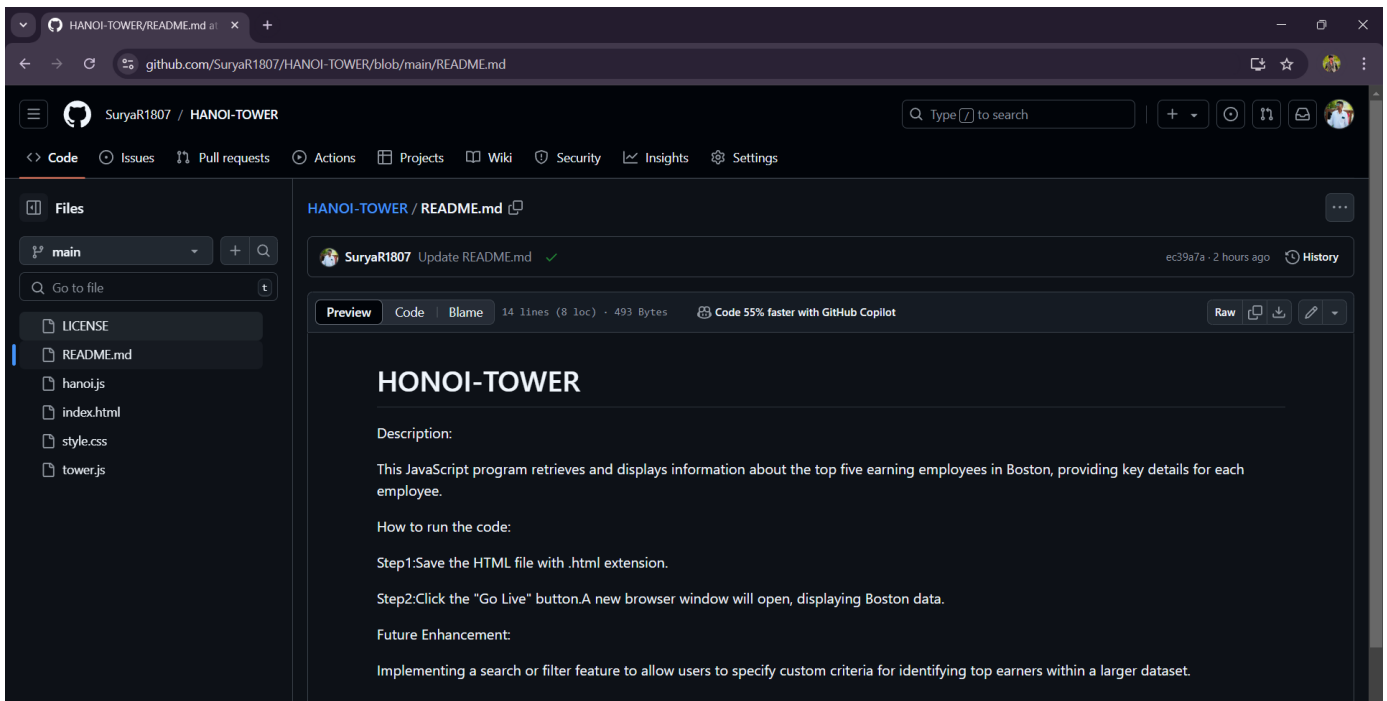 HANOI-TOWER/README.md at
github.com/SuryaR1807/HANOI-TOWER/blob/main/README.md
SuryaR1807 / HANOI-TOWER
Type / to search
<> Code Issues Pull requests Actions Projects Wiki Security Insights Settings
Files
HANOI-TOWER / README.md
main
SuryaR1807 Update README.md
ec39a7a · 2 hours ago History
Go to file t
Preview Code Blame 14 lines (8 loc) · 493 Bytes Code 55% faster with GitHub Copilot Raw
LICENSE
README.md
hanoi.js
index.html
style.css
tower.js
HONOI-TOWER
Description:
This JavaScript program retrieves and displays information about the top five earning employees in Boston, providing key details for each
employee.
How to run the code:
Step1:Save the HTML file with .html extension.
Step2:Click the "Go Live" button.A new browser window will open, displaying Boston data.
Future Enhancement:
Implementing a search or filter feature to allow users to specify custom criteria for identifying top earners within a larger dataset.